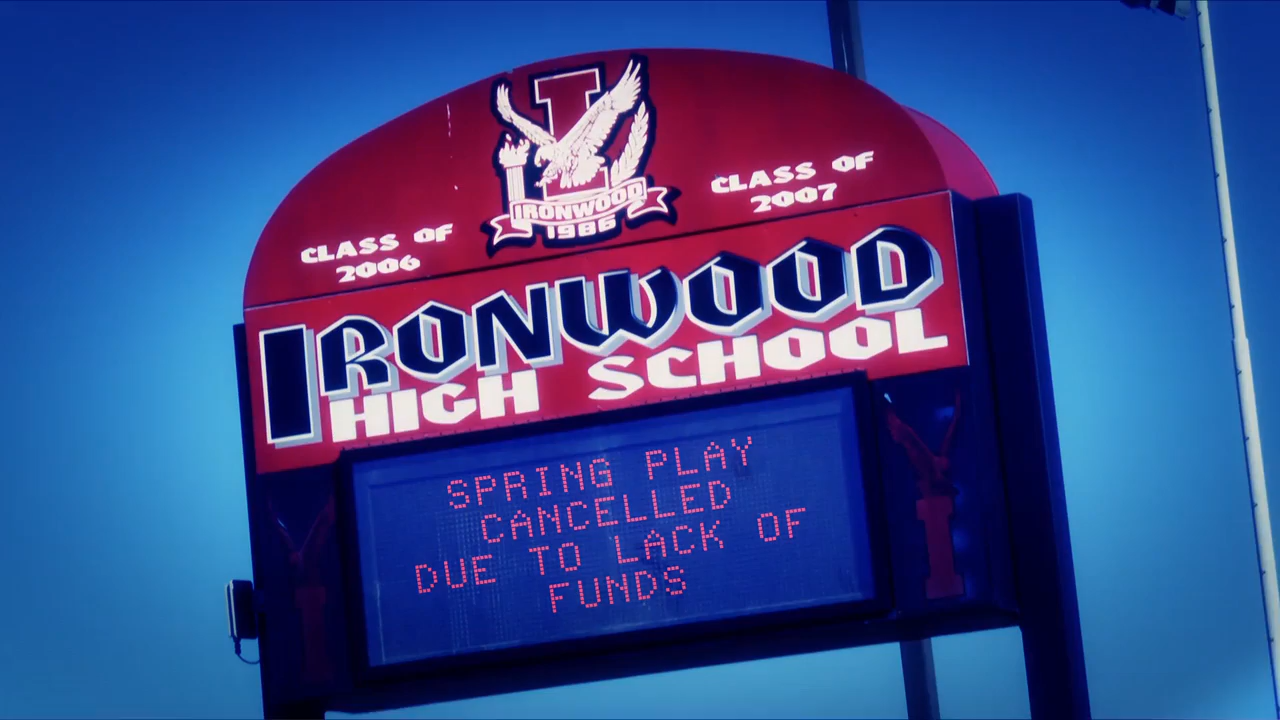 I
IRONWOOD
1986
CLASS OF
2006
CLASS OF
2007
IRONWOOD
HIGH SCHOOL
SPRING PLAY
CANCELLED
DUE TO LACK OF
FUNDS
I
I